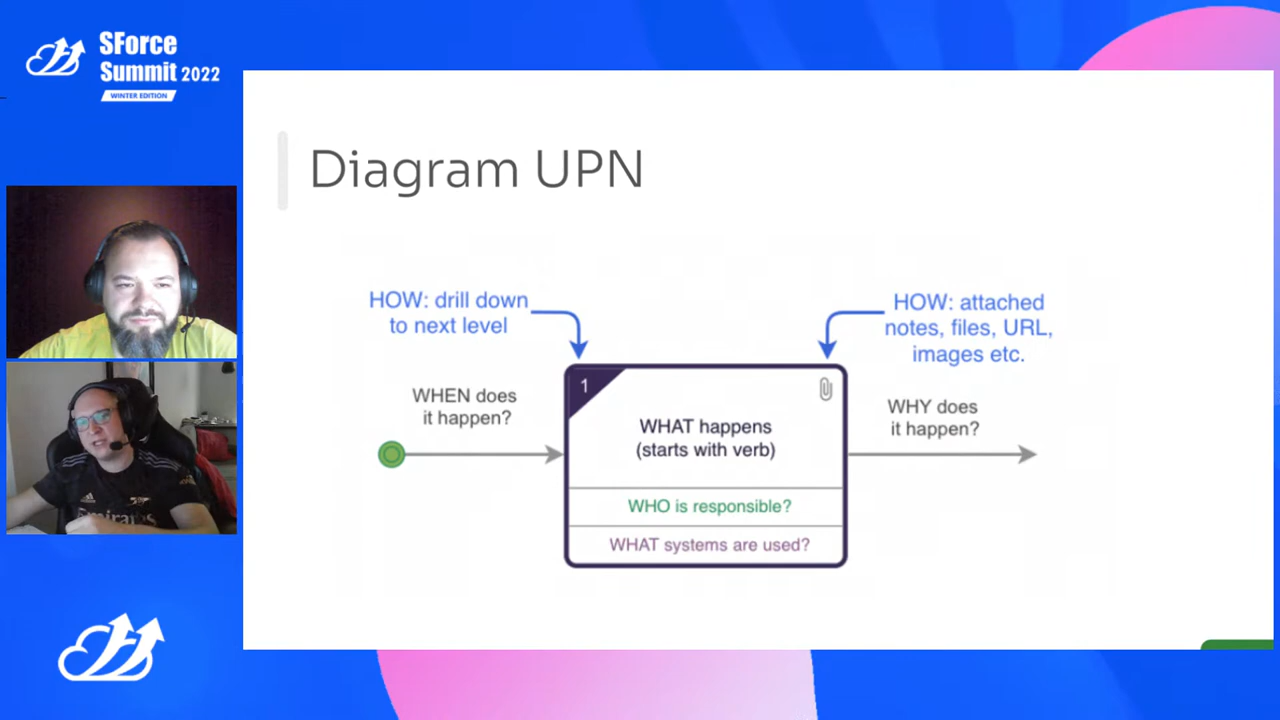 SForce
Summit 2022
WINTER EDITION
Diagram UPN
HOW: drill down
to next level
HOW: attached
notes, files, URL,
images etc.
WHEN does
it happen?
1
WHAT happens
(starts with verb)
WHO is responsible?
WHAT systems are used?
WHY does
it happen?
Emirates